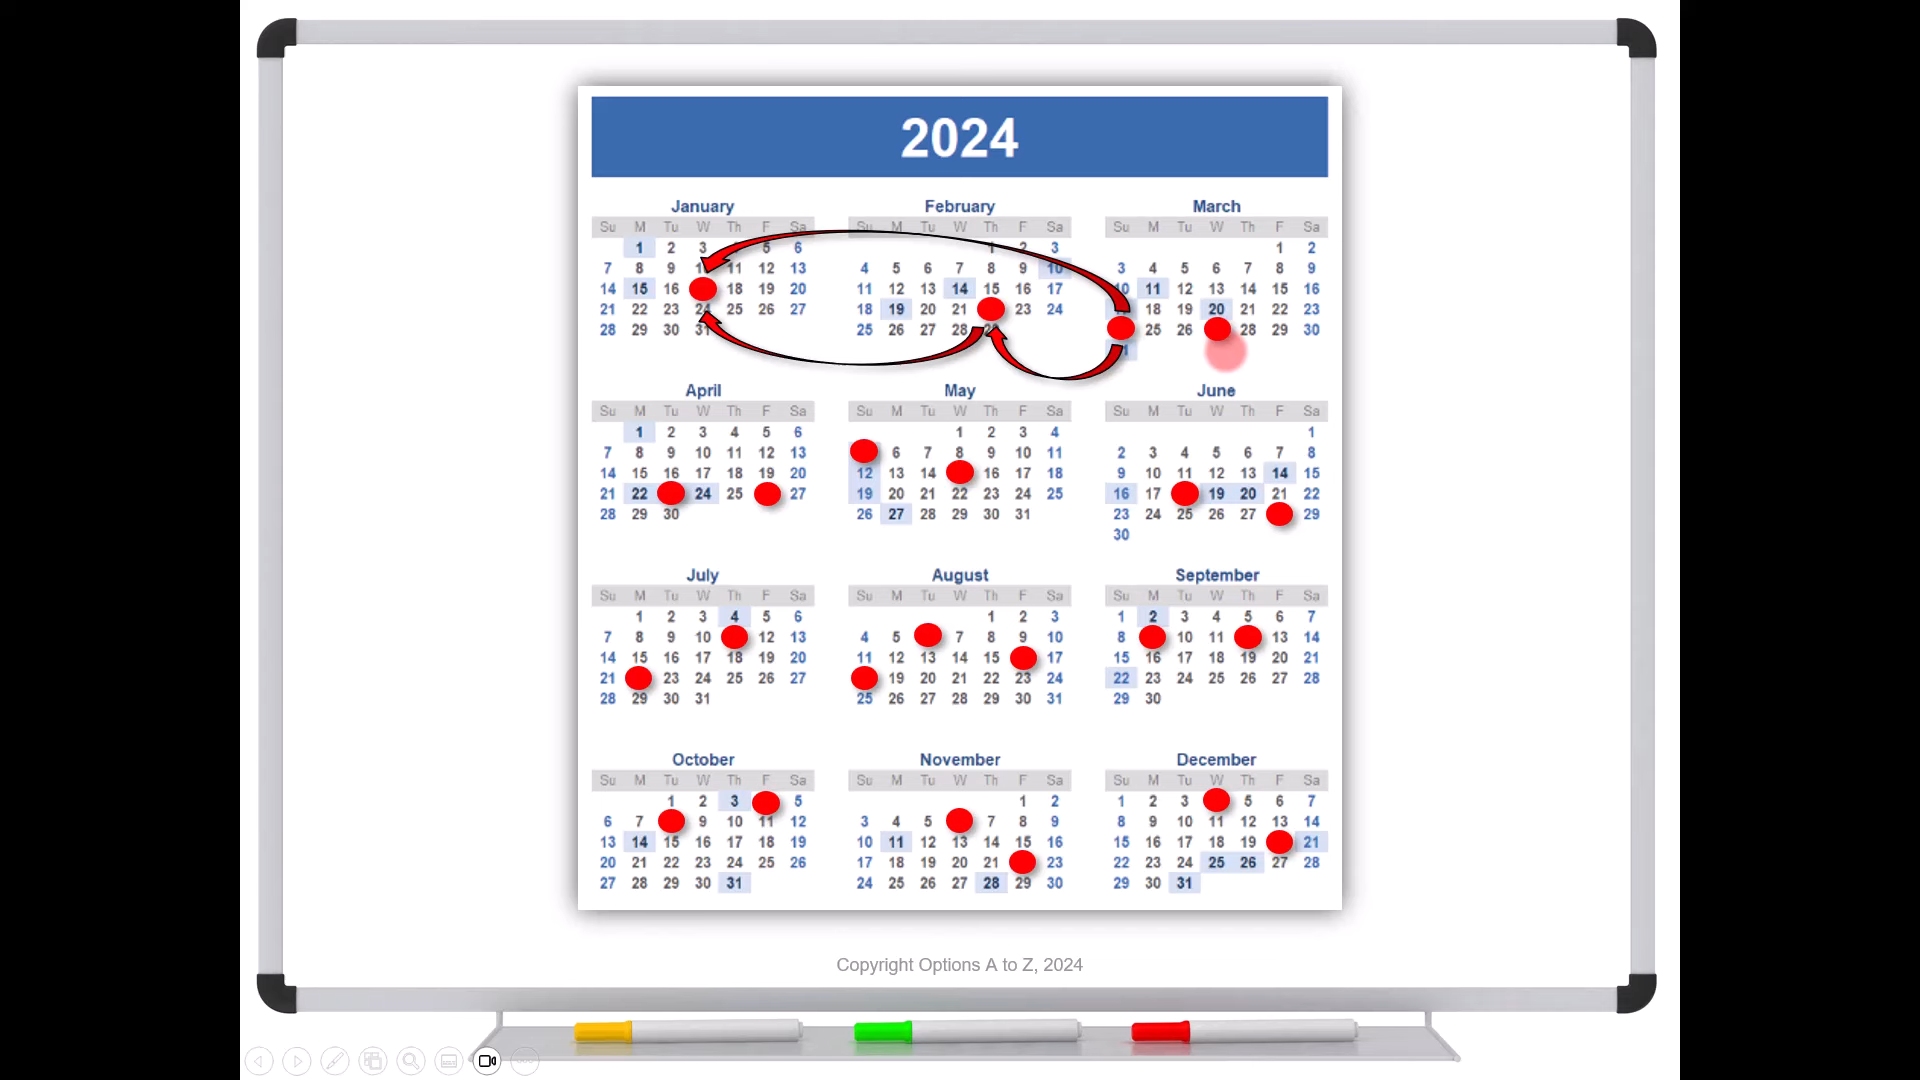 2024
January February March
Su M Tu W Th F Sa Su M Tu W Th F Sa Su M Tu W Th F Sa
1 2 3 5 6 1 2 3 1 2
7 8 9 11 12 13 4 5 6 7 8 9 10 3 4 5 6 7 8 9
14 15 16 18 19 20 11 12 13 14 15 16 17 10 11 12 13 14 15 16
21 22 23 24 25 26 27 18 19 20 21 23 24 18 19 20 21 22 23
28 29 30 31 25 26 27 28 25 26 28 29 30
April May June
Su M Tu W Th F Sa Su M Tu W Th F Sa Su M Tu W Th F Sa
1 2 3 4 5 6 1 2 3 4 1
7 8 9 10 11 12 13 6 7 8 9 10 11 2 3 4 5 6 7 8
14 15 16 17 18 19 20 12 13 14 16 17 18 9 10 11 12 13 14 15
21 22 24 25 27 19 20 21 22 23 24 25 16 17 19 20 21 22
28 29 30 26 27 28 29 30 31 23 24 25 26 27 29
30
July August September
Su M Tu W Th F Sa Su M Tu W Th F Sa Su M Tu W Th F Sa
1 2 3 4 5 6 1 2 3 1 2 3 4 5 6 7
7 8 9 10 12 13 4 5 7 8 9 10 8 10 11 13 14
14 15 16 17 18 19 20 11 12 13 14 15 17 15 16 17 18 19 20 21
21 23 24 25 26 27 19 20 21 22 23 24 22 23 24 25 26 27 28
28 29 30 31 25 26 27 28 29 30 31 29 30
October November December
Su M Tu W Th F Sa Su M Tu W Th F Sa Su M Tu W Th F Sa
1 2 3 5 1 2 1 2 3 5 6 7
6 7 9 10 11 12 3 4 5 7 8 9 8 9 10 11 12 13 14
13 14 15 16 17 18 19 10 11 12 13 14 15 16 15 16 17 18 19 21
20 21 22 23 24 25 26 17 18 19 20 21 23 22 23 24 25 26 27 28
27 28 29 30 31 24 25 26 27 28 29 30 29 30 31
Copyright Options A to Z, 2024